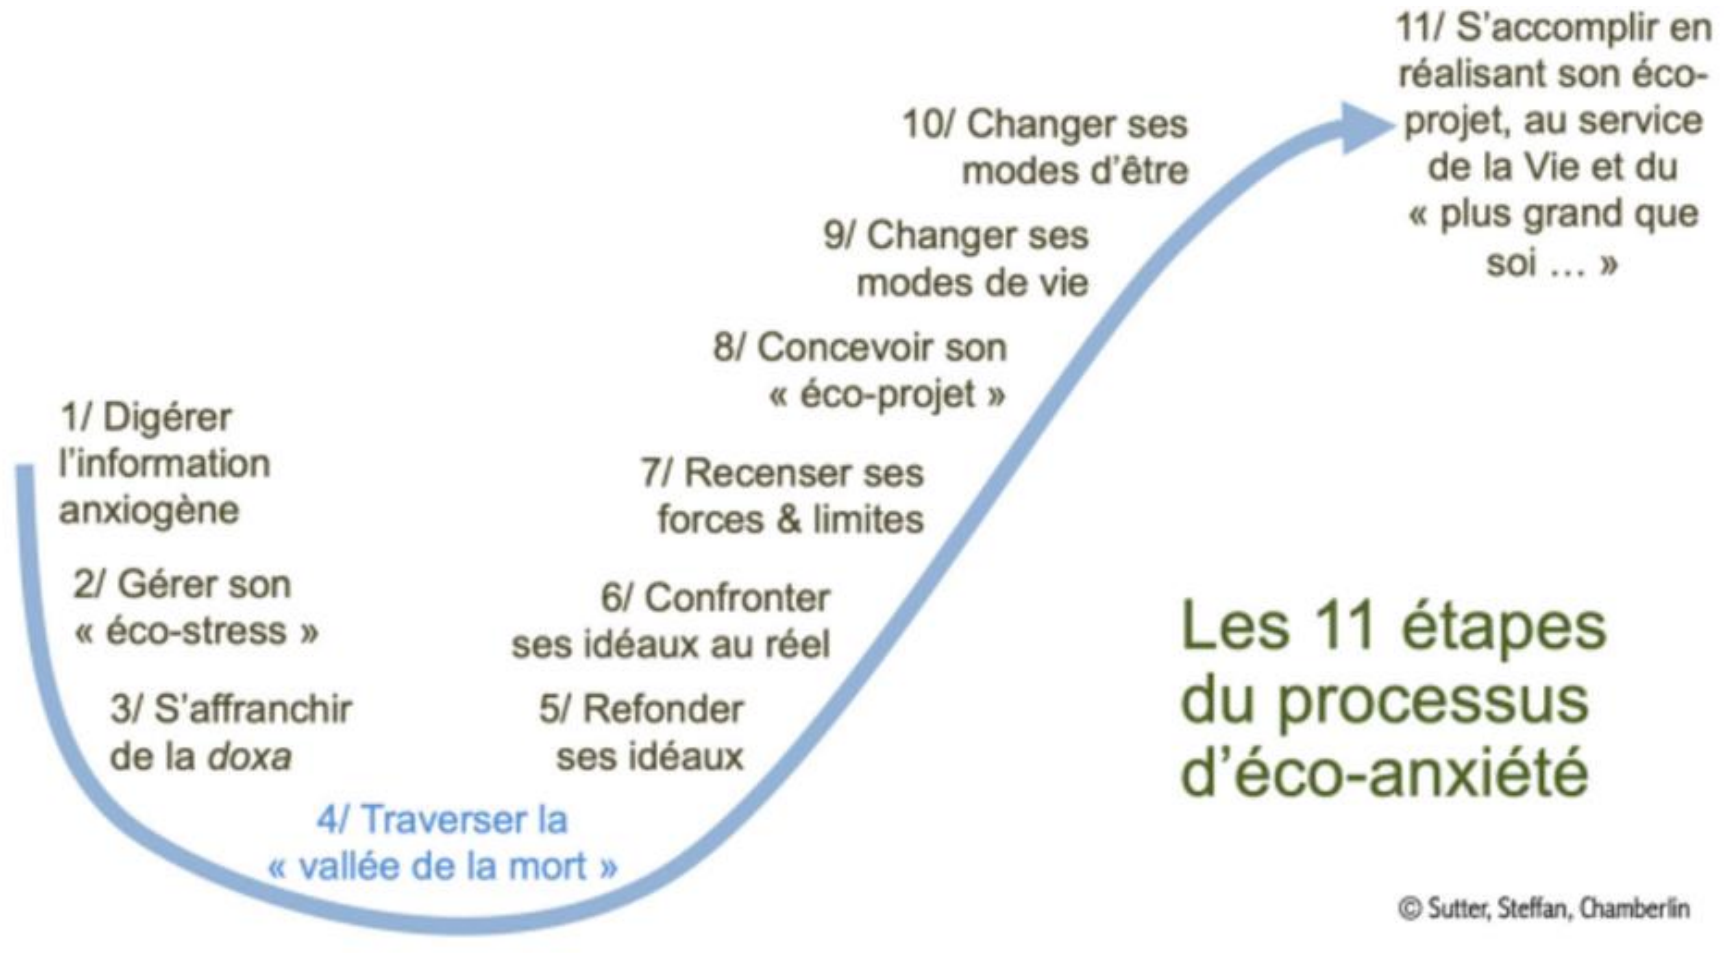 1/ Digérer
l’information
anxiogène
2/ Gérer son
« éco-stress »
3/ S’affranchir
de la doxa
4/ Traverser la
« vallée de la mort »
5/ Refonder
ses idéaux
6/ Confronter
ses idéaux au réel
7/ Recenser ses
forces & limites
8/ Concevoir son
« éco-projet »
9/ Changer ses
modes de vie
10/ Changer ses
modes d’être
11/ S’accomplir en
réalisant son éco-
projet, au service
de la Vie et du
« plus grand que
soi … »
Les 11 étapes
du processus
d’éco-anxiété
© Sutter, Steffan, Chamberlin